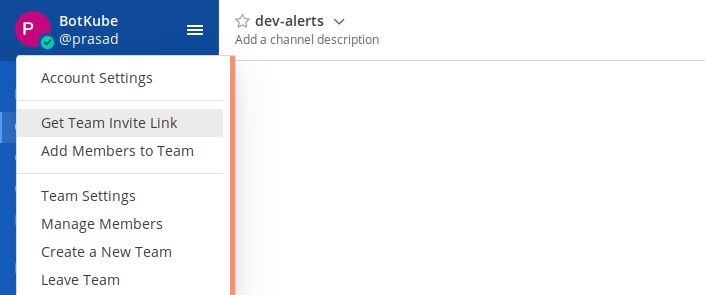 P
BotKube
@prasad
dev-alerts
Add a channel description
Account Settings
Get Team Invite Link
Add Members to Team
Team Settings
Manage Members
Create a New Team
Leave Team